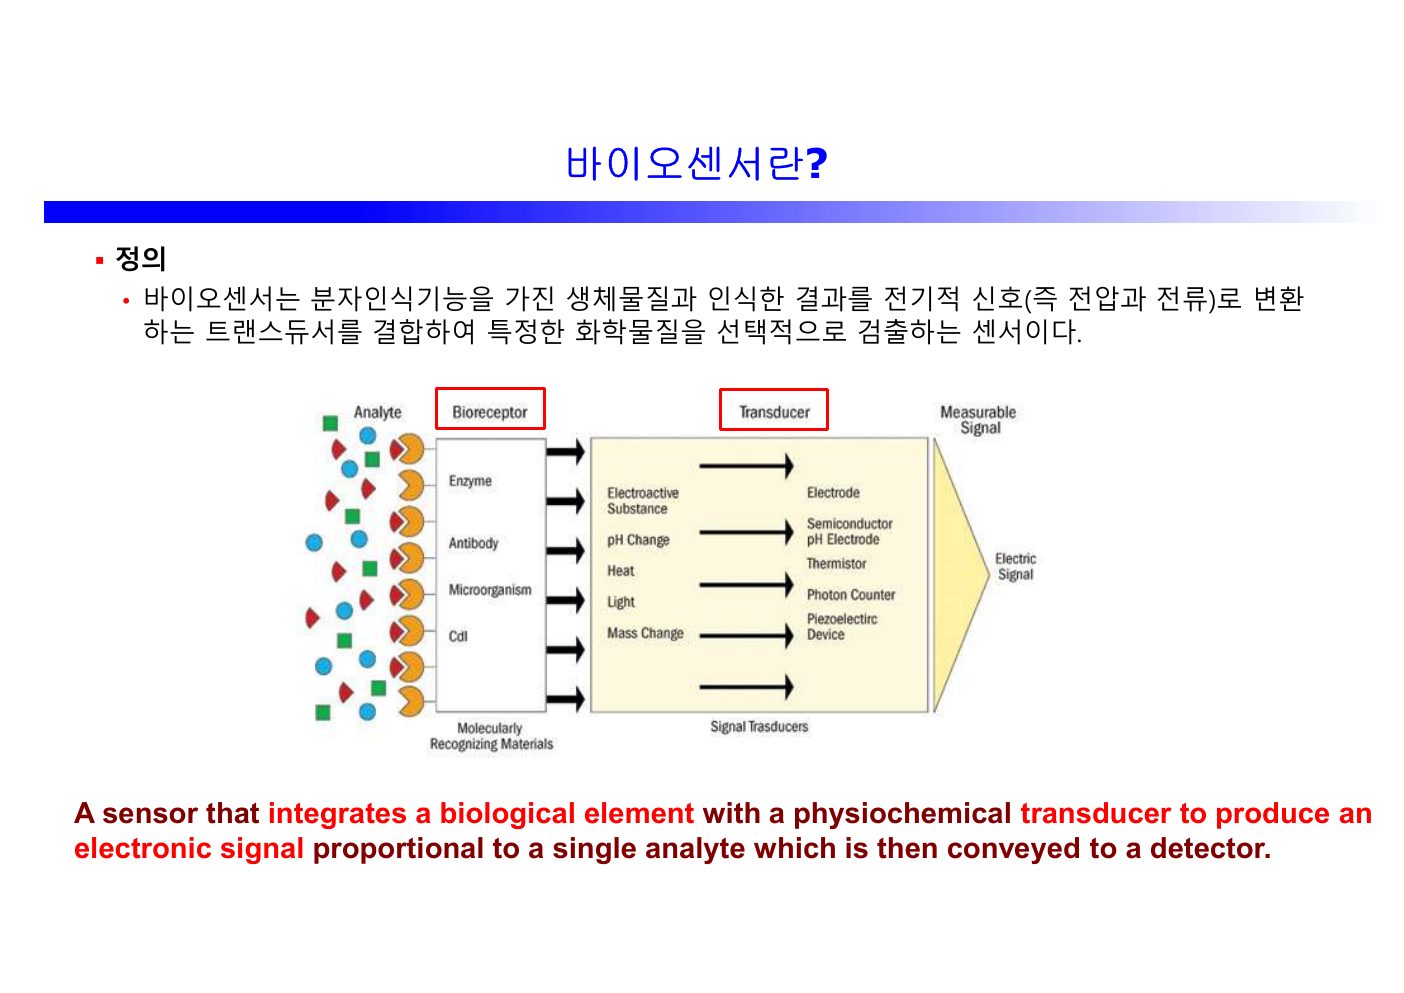 바이오센서란?
▪ 정의
• 바이오센서는 분자인식기능을 가진 생체물질과 인식한 결과를 전기적 신호(즉 전압과 전류)로 변환
하는 트랜스듀서를 결합하여 특정한 화학물질을 선택적으로 검출하는 센서이다.
Analyte
Bioreceptor
Transducer
Measurable
Signal
Enzyme
Antibody
Microorganism
Cdl
Molecularly
Recognizing Materials
Electroactive
Substance
pH Change
Heat
Light
Mass Change
Electrode
Semiconductor
pH Electrode
Thermistor
Photon Counter
Piezoelectirc
Device
Signal Trasducers
Electric
Signal
A sensor that integrates a biological element with a physiochemical transducer to produce an
electronic signal proportional to a single analyte which is then conveyed to a detector.